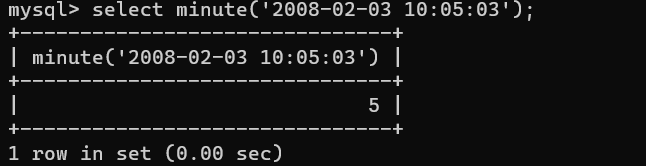 mysql> select minute('2008-02-03 10:05:03');
+-------------------------------+
| minute('2008-02-03 10:05:03') |
+-------------------------------+
|                             5 |
+-------------------------------+
1 row in set (0.00 sec)